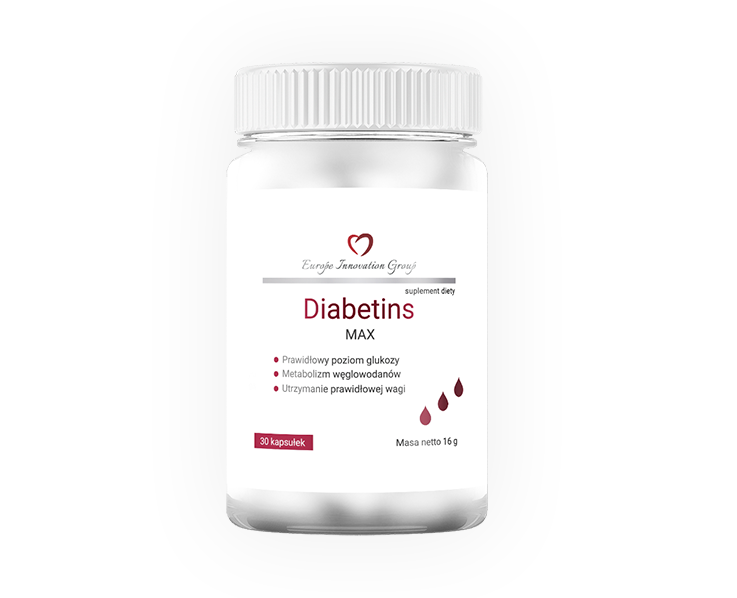 Europe Innovation Group
suplement diety
Diabetins
MAX
Prawidłowy poziom glukozy
Metabolizm węglowodanów
Utrzymanie prawidłowej wagi
30 kapsułek
Masa netto 16 g